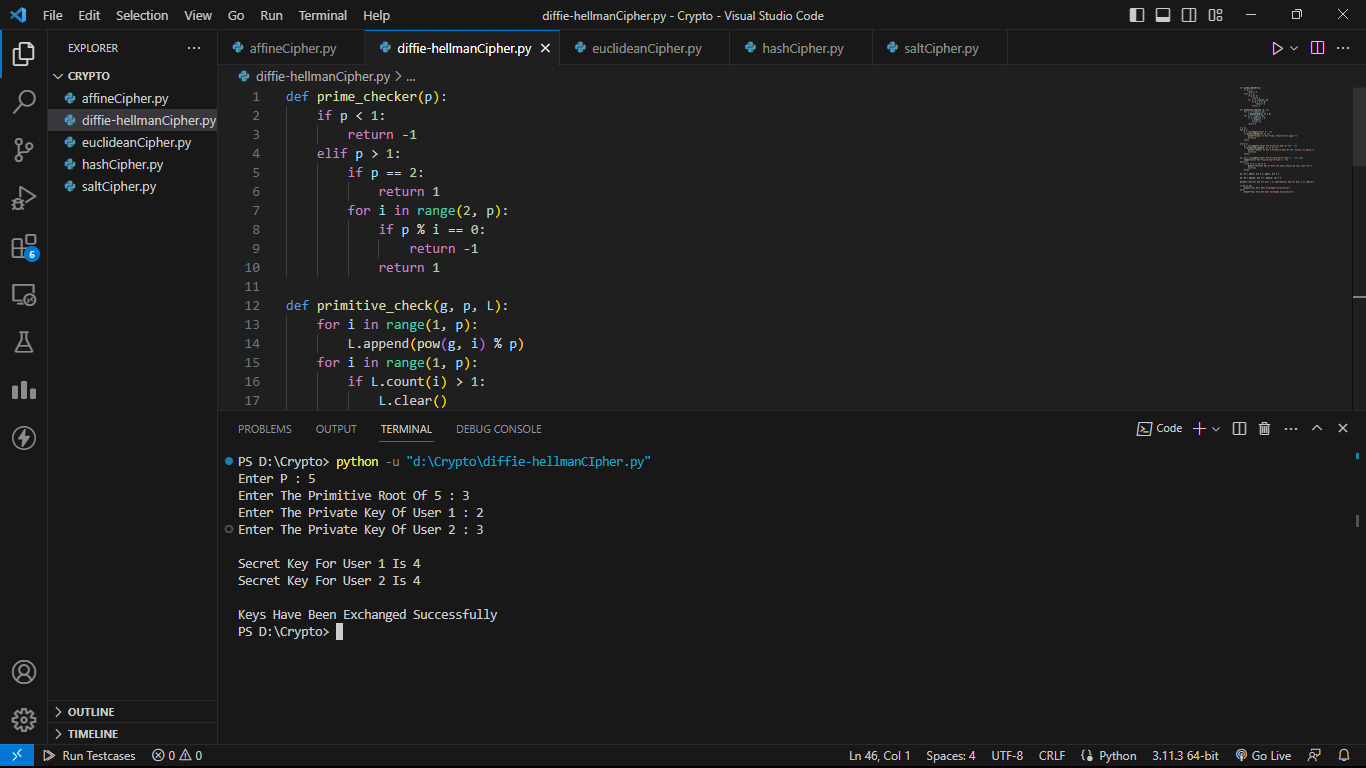 File Edit Selection View Go Run Terminal Help diffie-hellmanCipher.py - Crypto - Visual Studio Code
EXPLORER
CRYPTO
affineCipher.py
diffie-hellmanCipher.py
euclideanCipher.py
hashCipher.py
saltCipher.py
OUTLINE
TIMELINE
6
affineCipher.py diffie-hellmanCipher.py euclideanCipher.py hashCipher.py saltCipher.py
diffie-hellmanCipher.py > ...
1 def prime_checker(p):
2 if p < 1:
3 return -1
4 elif p > 1:
5 if p == 2:
6 return 1
7 for i in range(2, p):
8 if p % i == 0:
9 return -1
10 return 1
11
12 def primitive_check(g, p, L):
13 for i in range(1, p):
14 L.append(pow(g, i) % p)
15 for i in range(1, p):
16 if L.count(i) > 1:
17 L.clear()
PROBLEMS OUTPUT TERMINAL DEBUG CONSOLE Code
PS D:\Crypto> python -u "d:\Crypto\diffie-hellmanCIpher.py"
Enter P : 5
Enter The Primitive Root Of 5 : 3
Enter The Private Key Of User 1 : 2
Enter The Private Key Of User 2 : 3
Secret Key For User 1 Is 4
Secret Key For User 2 Is 4
Keys Have Been Exchanged Successfully
PS D:\Crypto>
Run Testcases 0 0 Ln 46, Col 1 Spaces: 4 UTF-8 CRLF Python 3.11.3 64-bit Go Live